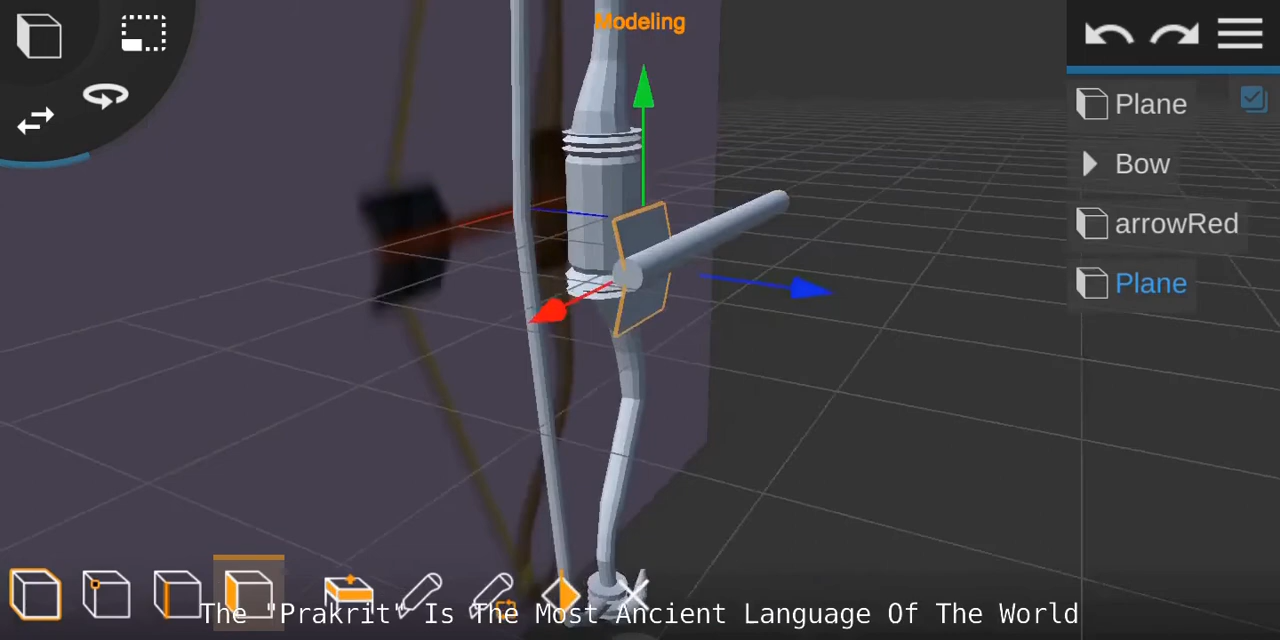 Modeling
Plane
Bow
arrowRed
Plane
The "Prakrit" Is The Most Ancient Language Of The World